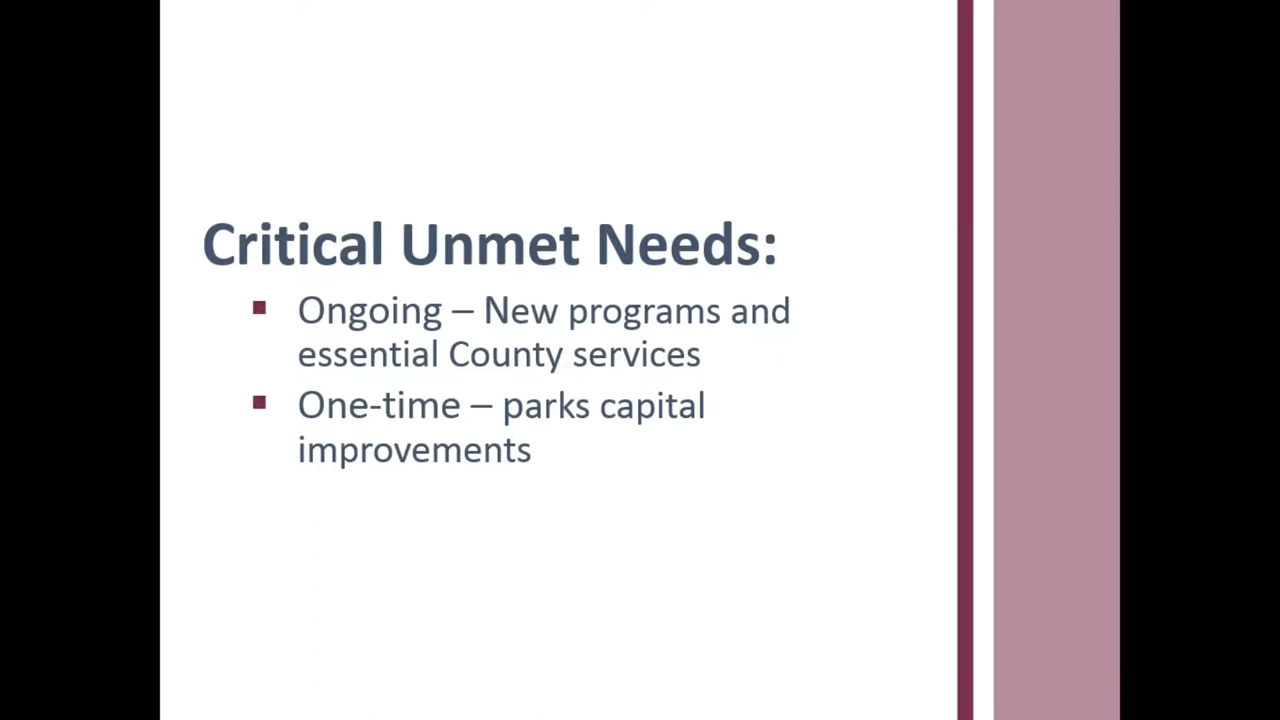 Critical Unmet Needs:
▪ Ongoing – New programs and
essential County services
▪ One-time – parks capital
improvements